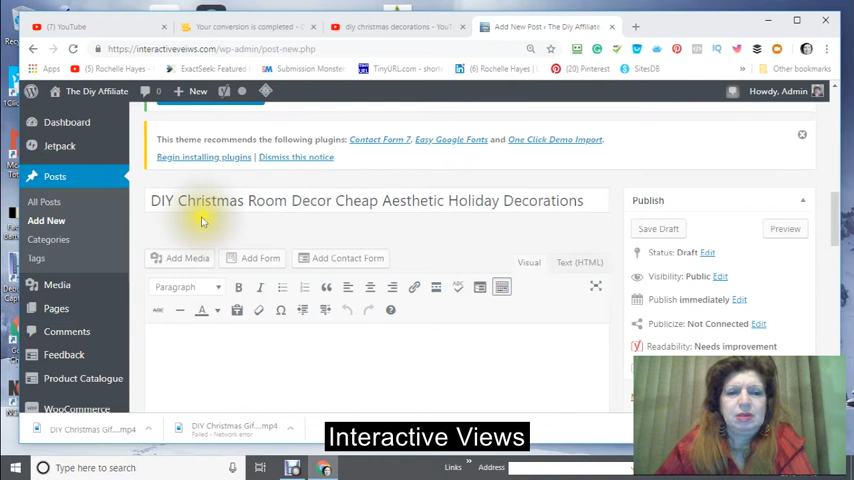 (7) YouTube
Your conversion is completed -
diy christmas decorations - YouT
Add New Post ‹ The Diy Affiliate
https://interactiveveiws.com/wp-admin/post-new.php
Apps
(5) Rochelle Hayes -
ExactSeek: Featured
Submission Monster
TinyURL.com - short
(5) Rochelle Hayes
(20) Pinterest
SitesDB
Other bookmarks
The Diy Affiliate
0
New
Howdy, Admin
Dashboard
Jetpack
Posts
All Posts
Add New
Categories
Tags
Media
Pages
Comments
Feedback
Product Catalogue
WooCommerce
This theme recommends the following plugins: Contact Form 7, Easy Google Fonts and One Click Demo Import.
Begin installing plugins | Dismiss this notice
DIY Christmas Room Decor Cheap Aesthetic Holiday Decorations
Add Media
Add Form
Add Contact Form
Visual
Text (HTML)
Paragraph
B I
ABC
A
Publish
Save Draft
Preview
Status: Draft Edit
Visibility: Public Edit
Publish immediately Edit
Publicize: Not Connected Edit
Readability: Needs improvement
DIY Christmas Gif....mp4
DIY Christmas Gif....mp4
Failed - Network error
Interactive Views
Type here to search
Links
Address